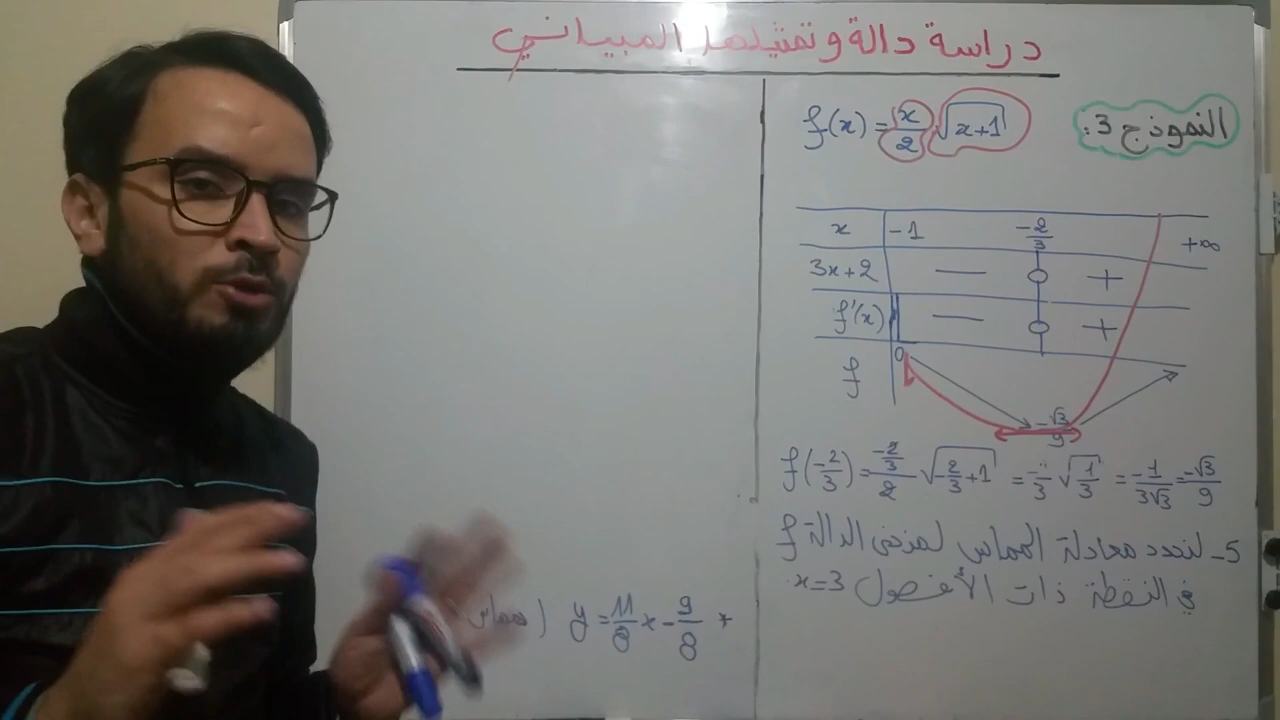 دراسة دالة وتمثيلها المبياني
النموذج 3:
f(x) = x/2 √(x+1)
x | -1 | -2/3 | +∞
3x+2 | — | 0 | +
f'(x) | — | 0 | +
f | 0 | -√3/9
f(-2/3) = (-2/3)/2 √(-2/3+1) = -1/3 √(1/3) = -1/(3√3) = -√3/9
5- لنحدد معادلة المماس لمنحنى الدالة f
في النقطة ذات الأفصول x=3
* y = 11/8 x - 9/8 (مماس